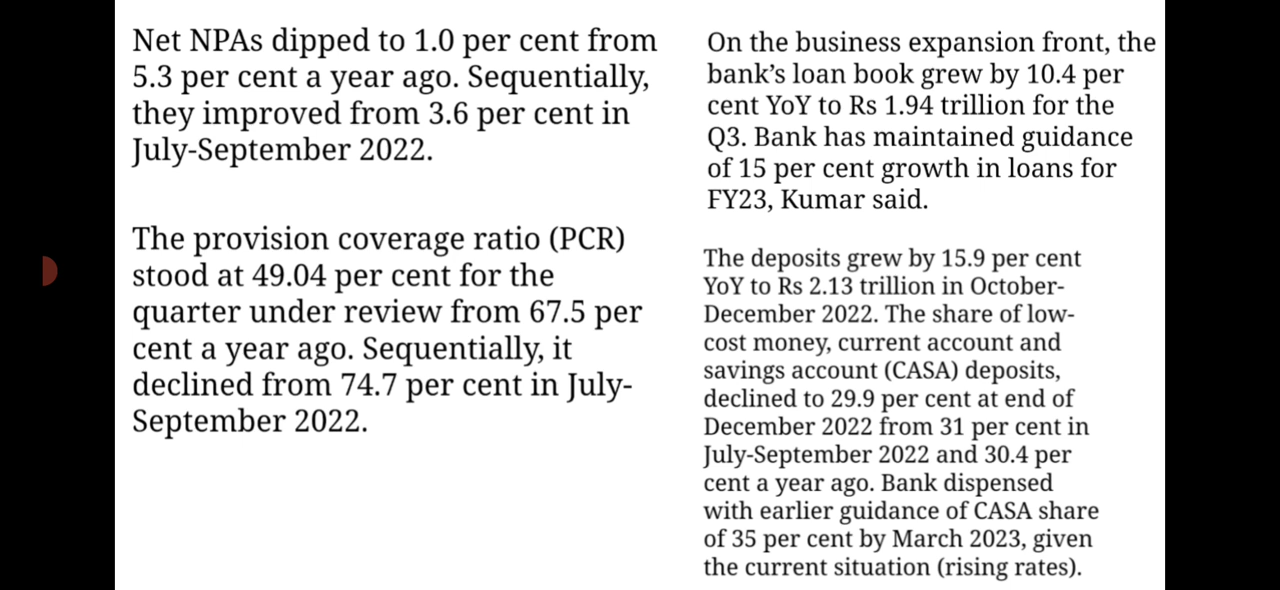 Net NPAs dipped to 1.0 per cent from
5.3 per cent a year ago. Sequentially,
they improved from 3.6 per cent in
July-September 2022.
The provision coverage ratio (PCR)
stood at 49.04 per cent for the
quarter under review from 67.5 per
cent a year ago. Sequentially, it
declined from 74.7 per cent in July-
September 2022.
On the business expansion front, the
bank’s loan book grew by 10.4 per
cent YoY to Rs 1.94 trillion for the
Q3. Bank has maintained guidance
of 15 per cent growth in loans for
FY23, Kumar said.
The deposits grew by 15.9 per cent
YoY to Rs 2.13 trillion in October-
December 2022. The share of low-
cost money, current account and
savings account (CASA) deposits,
declined to 29.9 per cent at end of
December 2022 from 31 per cent in
July-September 2022 and 30.4 per
cent a year ago. Bank dispensed
with earlier guidance of CASA share
of 35 per cent by March 2023, given
the current situation (rising rates).